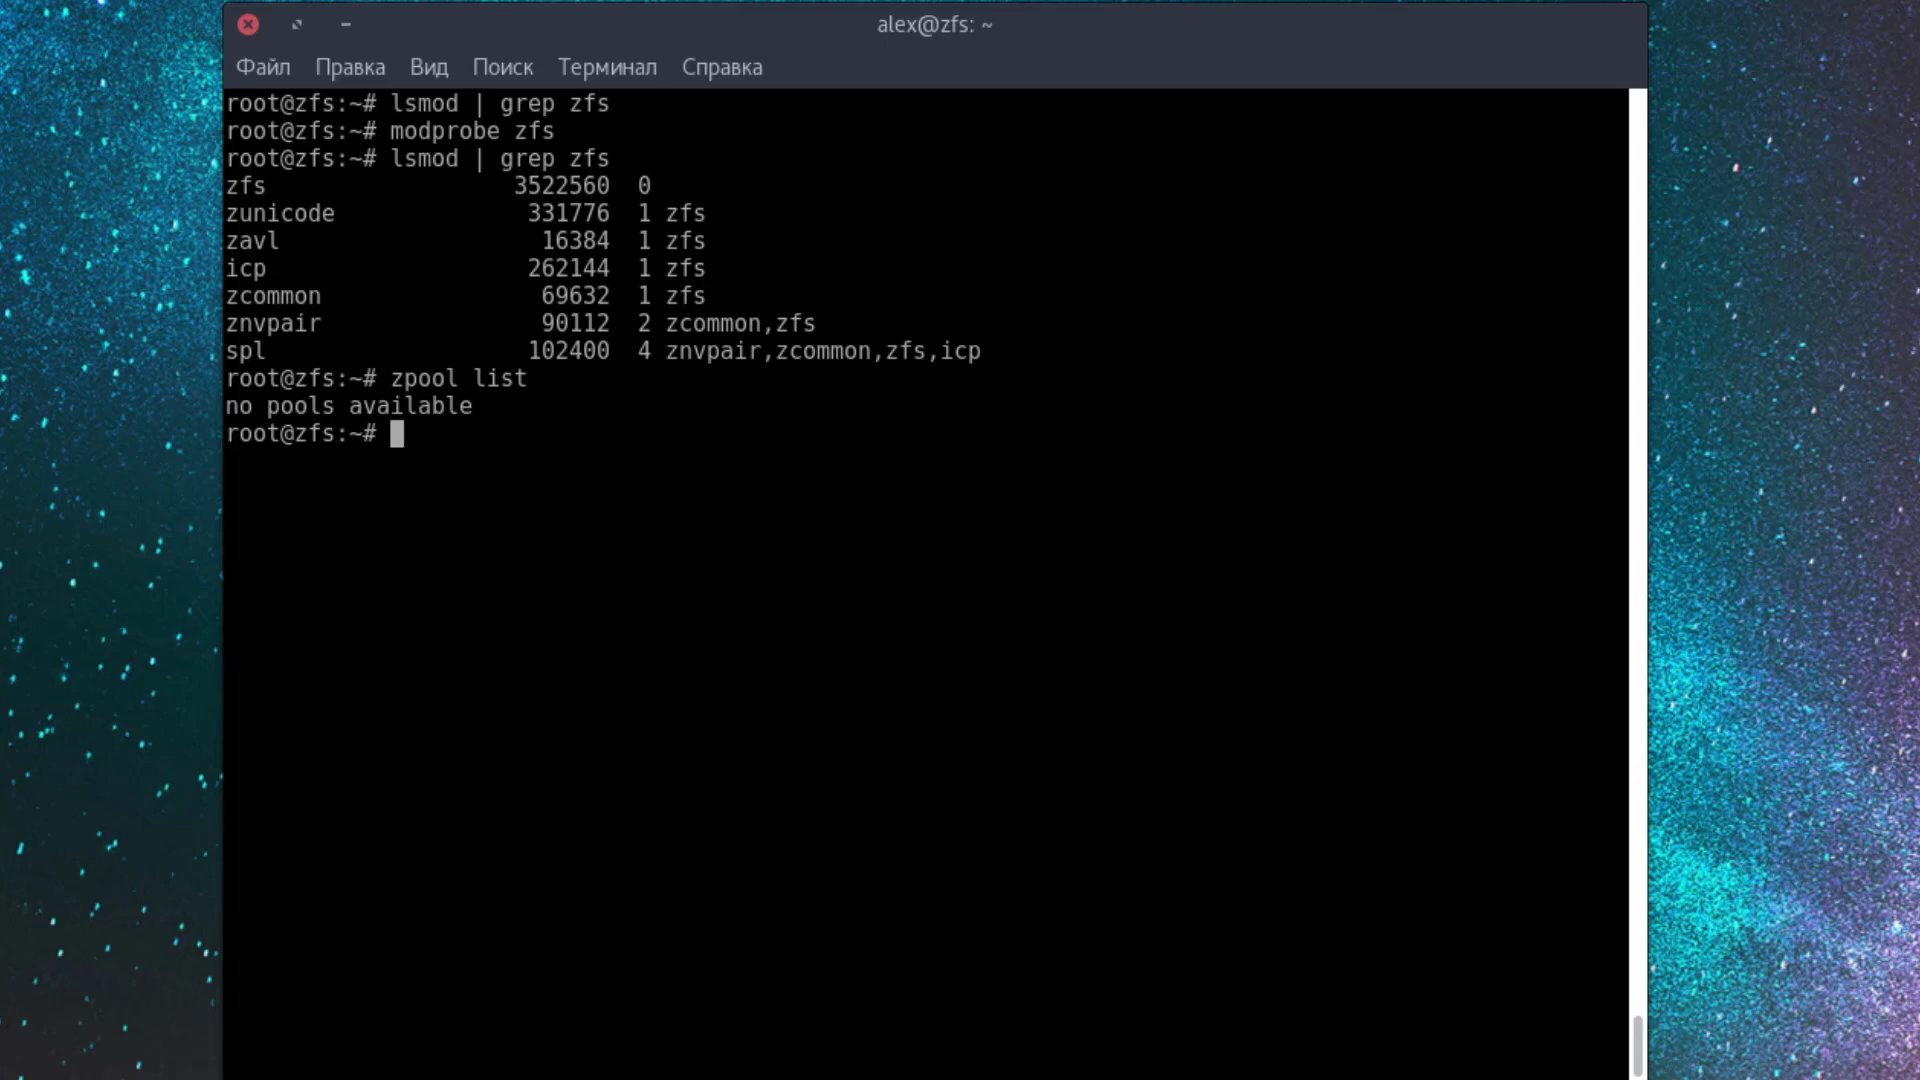 alex@zfs: ~
Файл Правка Вид Поиск Терминал Справка
root@zfs:~# lsmod | grep zfs
root@zfs:~# modprobe zfs
root@zfs:~# lsmod | grep zfs
zfs                  3522560  0
zunicode              331776  1 zfs
zavl                   16384  1 zfs
icp                   262144  1 zfs
zcommon                69632  1 zfs
znvpair                90112  2 zcommon,zfs
spl                   102400  4 znvpair,zcommon,zfs,icp
root@zfs:~# zpool list
no pools available
root@zfs:~#